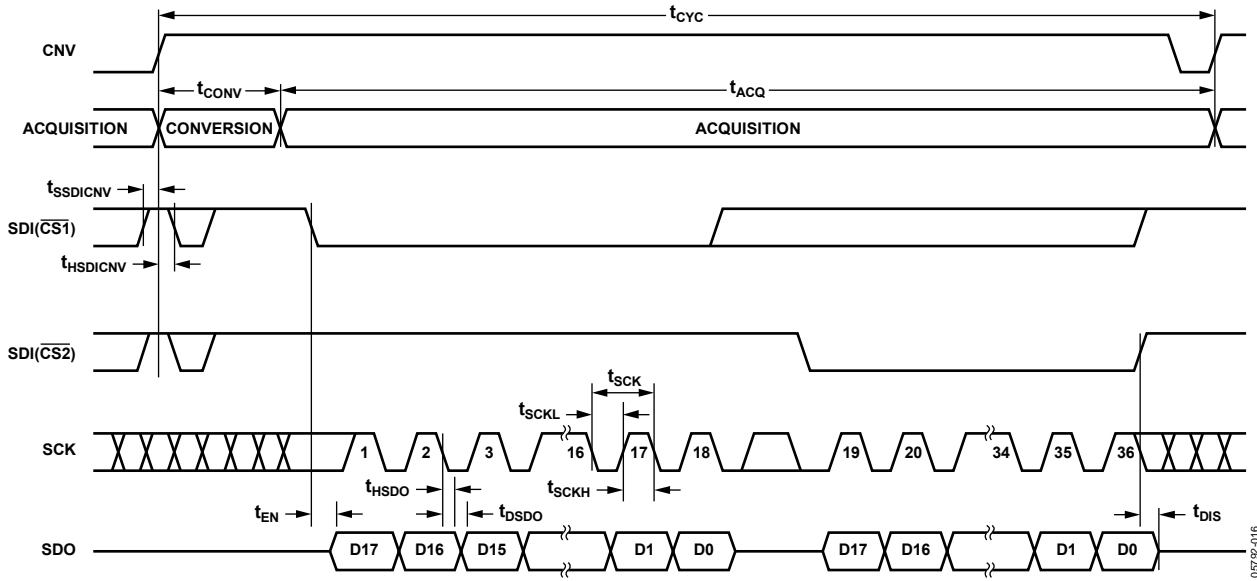 tCYC
CNV
tCONV
tACQ
ACQUISITION CONVERSION ACQUISITION
tSSDICNV
SDI(CS1)
tHSDICNV
SDI(CS2)
tSCK
tSCKL
SCK 1 2 3 16 17 18 19 20 34 35 36
tHSDO
tSCKH
tEN
tDSDO
tDIS
SDO D17 D16 D15 D1 D0 D17 D16 D1 D0
05792-016